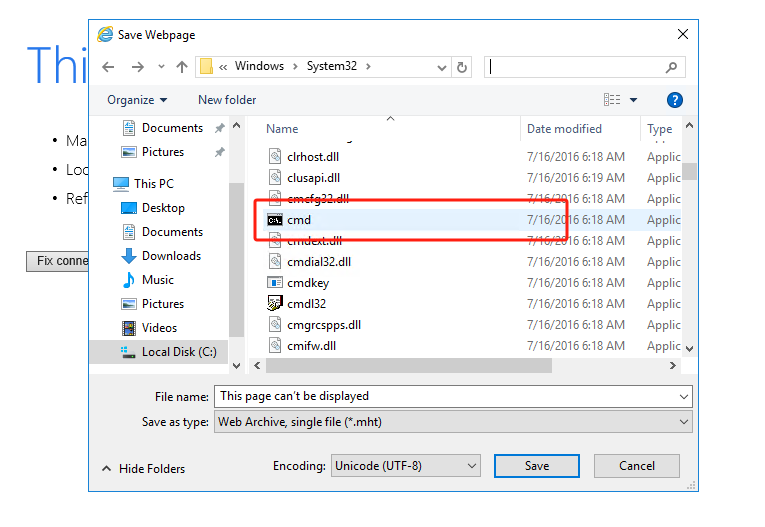 Save Webpage
Thi
« Windows > System32 >
Organize
New folder
Name
Date modified
Type
Documents
Pictures
This PC
Desktop
Documents
Downloads
Music
Pictures
Videos
Local Disk (C:)
clrhost.dll 7/16/2016 6:18 AM Applic
clusapi.dll 7/16/2016 6:19 AM Applic
cmcfg32.dll 7/16/2016 6:18 AM Applic
cmd 7/16/2016 6:18 AM Applic
cmdext.dll 7/16/2016 6:18 AM Applic
cmdial32.dll 7/16/2016 6:18 AM Applic
cmdkey 7/16/2016 6:18 AM Applic
cmdl32 7/16/2016 6:18 AM Applic
cmgrcspps.dll 7/16/2016 6:18 AM Applic
cmifw.dll 7/16/2016 6:18 AM Applic
• Ma
• Loo
• Ref
Fix conne
File name: This page can't be displayed
Save as type: Web Archive, single file (*.mht)
Hide Folders
Encoding: Unicode (UTF-8)
Save
Cancel